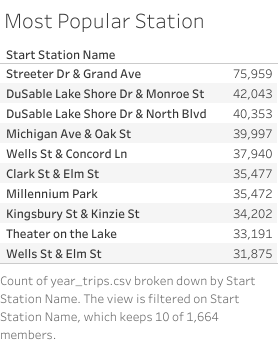 Most Popular Station
Start Station Name
Streeter Dr & Grand Ave 75,959
DuSable Lake Shore Dr & Monroe St 42,043
DuSable Lake Shore Dr & North Blvd 40,353
Michigan Ave & Oak St 39,997
Wells St & Concord Ln 37,940
Clark St & Elm St 35,477
Millennium Park 35,472
Kingsbury St & Kinzie St 34,202
Theater on the Lake 33,191
Wells St & Elm St 31,875
Count of year_trips.csv broken down by Start
Station Name. The view is filtered on Start
Station Name, which keeps 10 of 1,664
members.